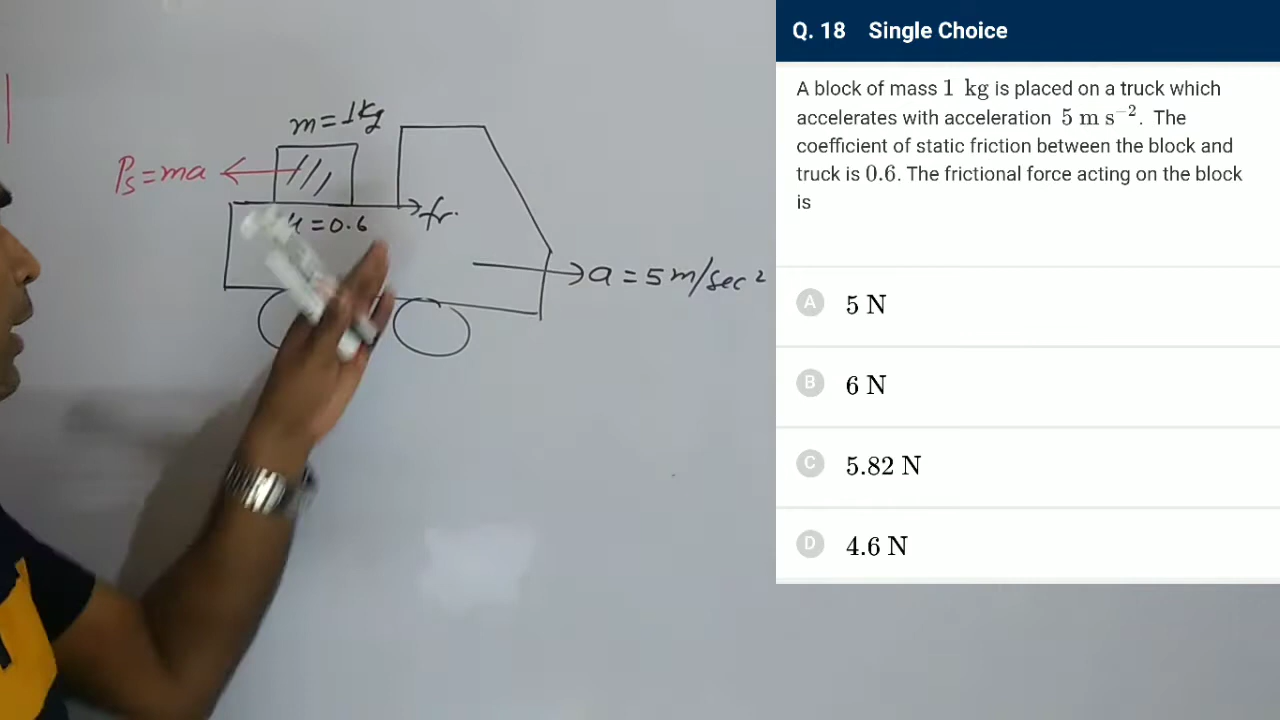 m = 1kg
Ps = ma
fr.
= 0.6
a = 5 m/sec²
Q. 18 Single Choice
A block of mass 1 kg is placed on a truck which
accelerates with acceleration 5 m s⁻². The
coefficient of static friction between the block and
truck is 0.6. The frictional force acting on the block
is
A 5 N
B 6 N
C 5.82 N
D 4.6 N